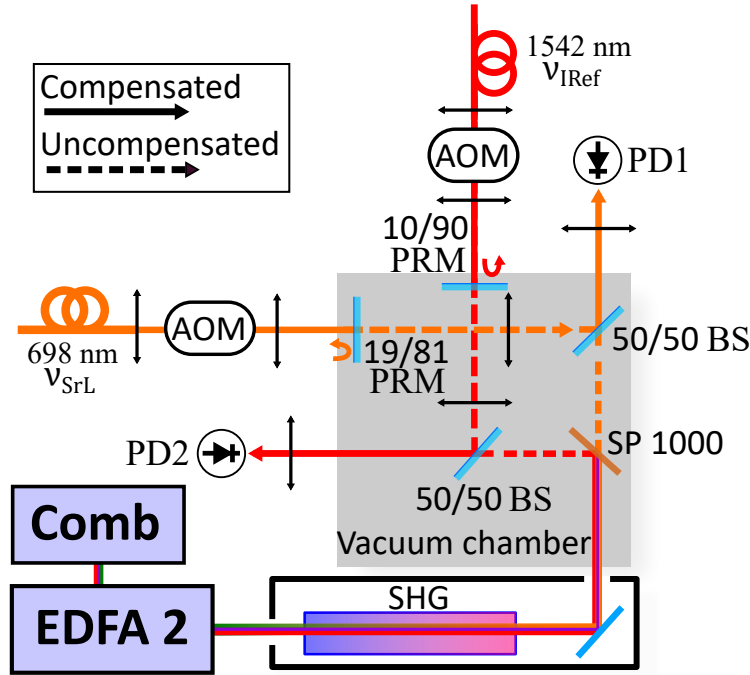 1542 nm
νIRef
Compensated
Uncompensated
AOM
PD1
10/90
PRM
AOM
698 nm
νSrL
19/81
PRM
50/50 BS
SP 1000
PD2
50/50 BS
Vacuum chamber
Comb
SHG
EDFA 2